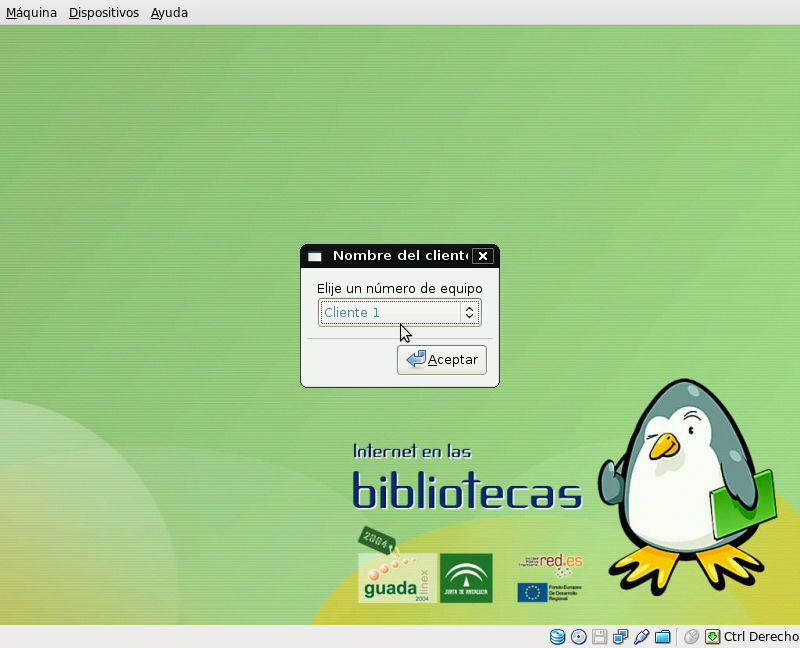 Máquina Dispositivos Ayuda
Nombre del client
Elije un número de equipo
Cliente 1
Aceptar
Internet en las
bibliotecas
2004
guada
linex
2004
JUNTA DE ANDALUCIA
red.es
Fondo Europeo
De Desarrollo
Regional
Ctrl Derecho